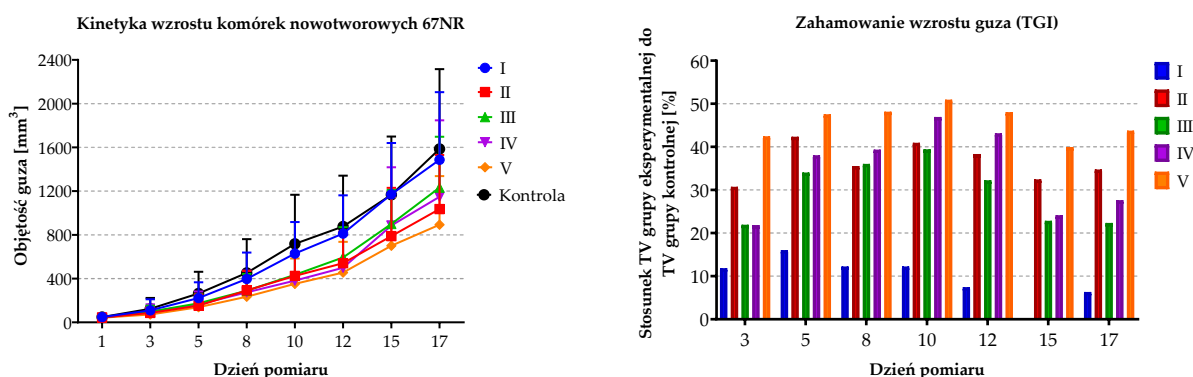 Kinetyka wzrostu komórek nowotworowych 67NR
Objętość guza [mm³]
2400
2000
1600
1200
800
400
0
1 3 5 8 10 12 15 17
Dzień pomiaru
I
II
III
IV
V
Kontrola
Zahamowanie wzrostu guza (TGI)
Stosunek TV grupy eksperymentalnej do
TV grupy kontrolnej [%]
60
50
40
30
20
10
0
3 5 8 10 12 15 17
Dzień pomiaru
I
II
III
IV
V